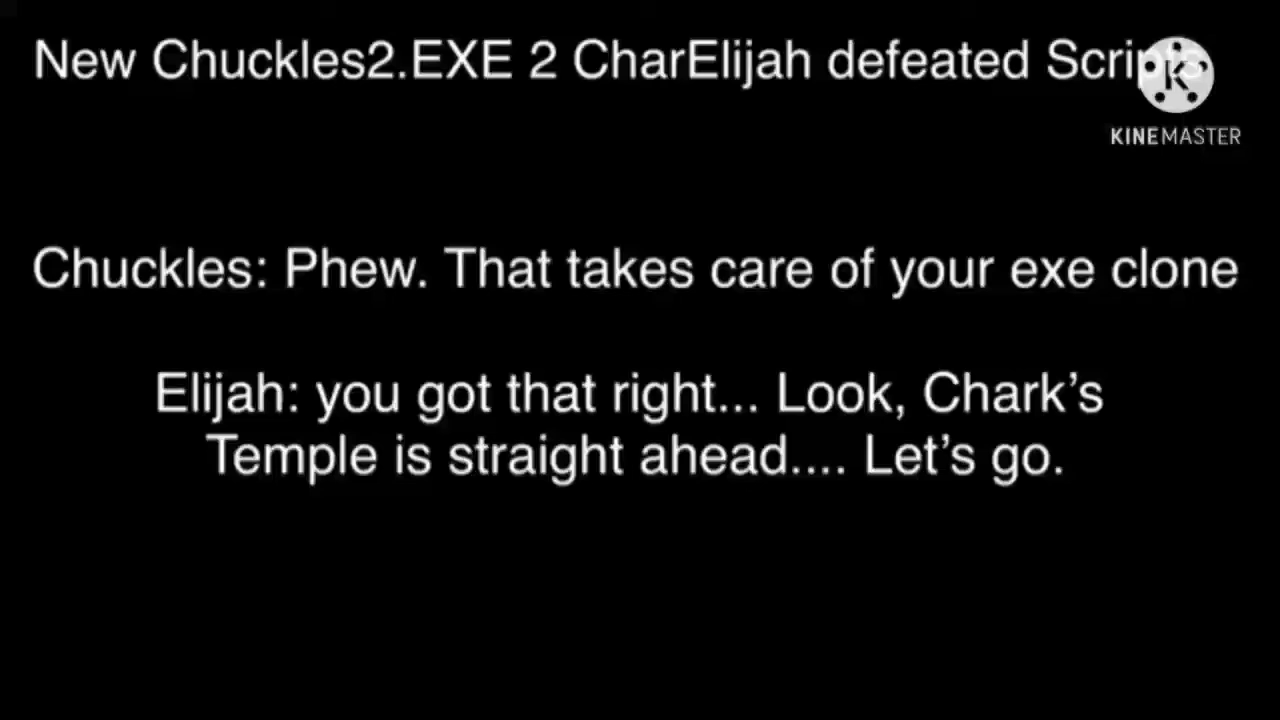 New Chuckles2.EXE 2 CharElijah defeated Scripts
K
KINEMASTER
Chuckles: Phew. That takes care of your exe clone
Elijah: you got that right... Look, Chark’s
Temple is straight ahead.... Let’s go.